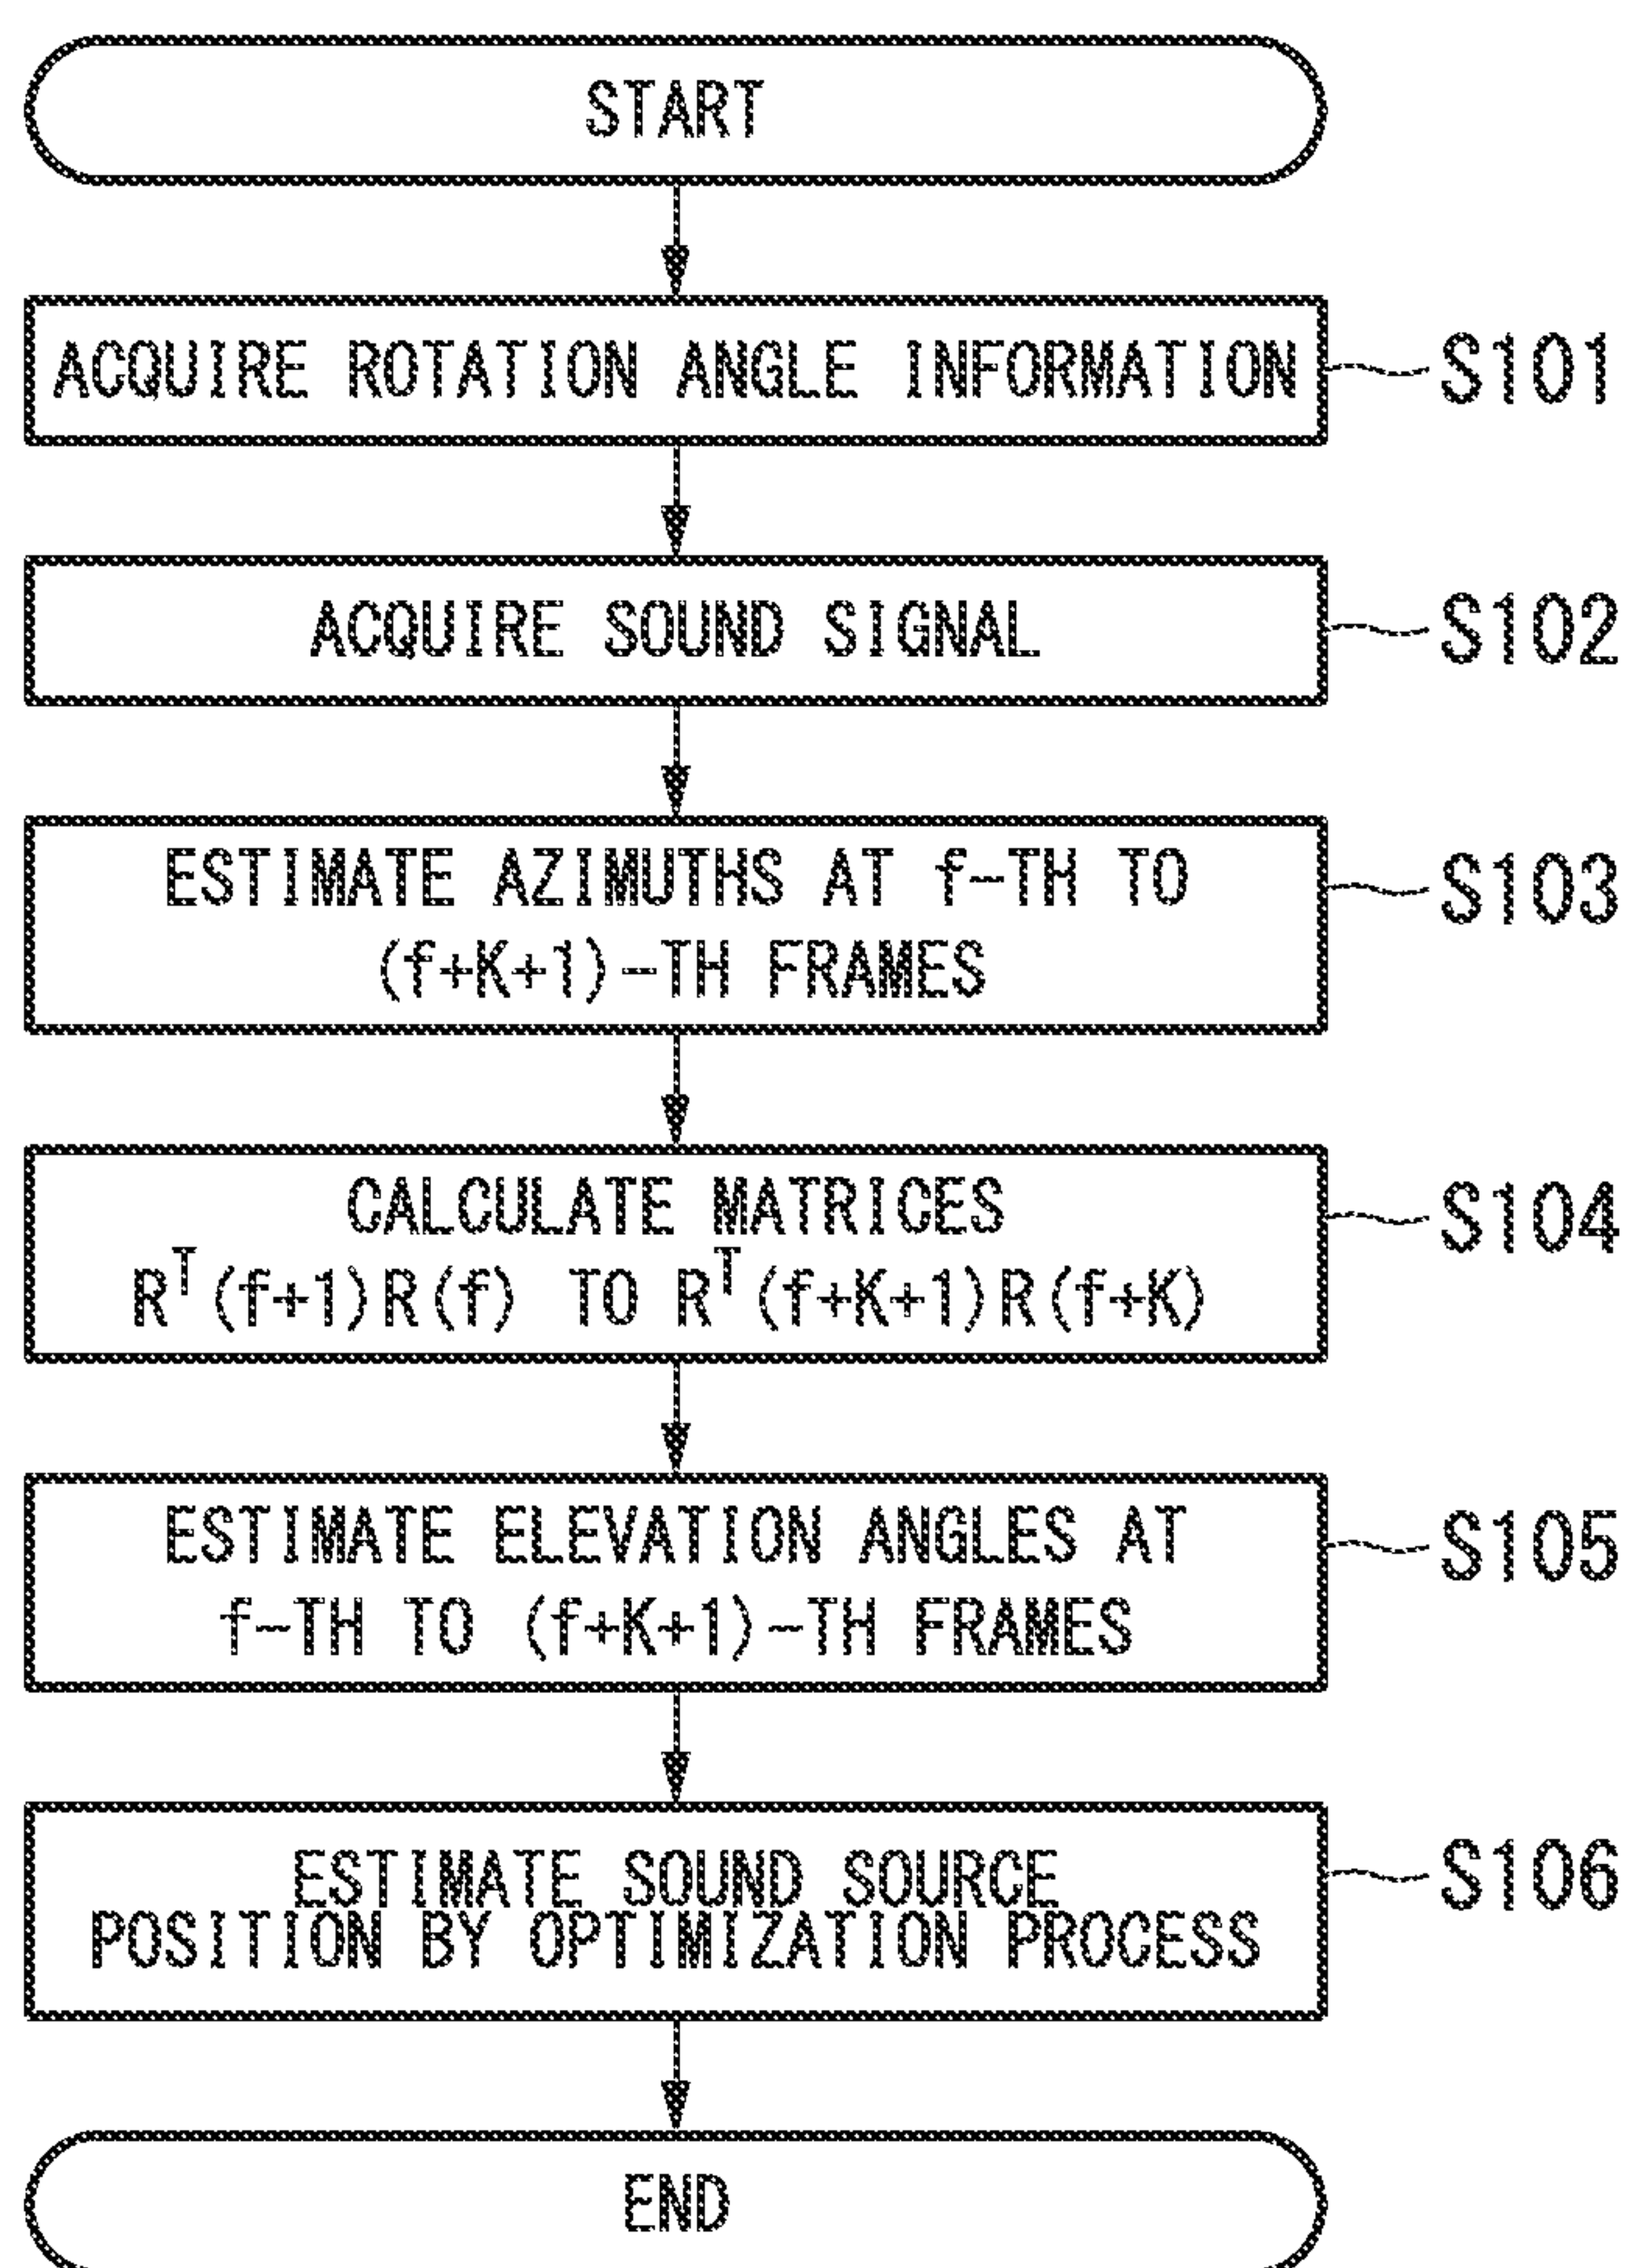 START
ACQUIRE ROTATION ANGLE INFORMATION
S101
ACQUIRE SOUND SIGNAL
S102
ESTIMATE AZIMUTHS AT f-TH TO
(f+K+1)-TH FRAMES
S103
CALCULATE MATRICES
Rᵀ(f+1)R(f) TO Rᵀ(f+K+1)R(f+K)
S104
ESTIMATE ELEVATION ANGLES AT
f-TH TO (f+K+1)-TH FRAMES
S105
ESTIMATE SOUND SOURCE
POSITION BY OPTIMIZATION PROCESS
S106
END